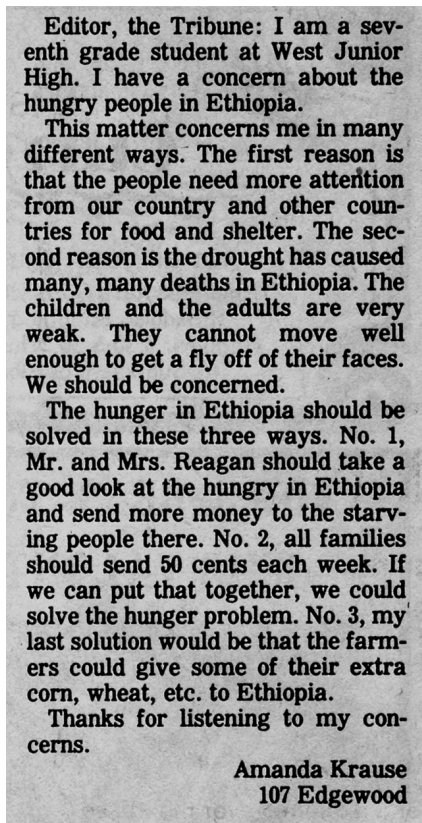 Editor, the Tribune: I am a sev-
enth grade student at West Junior
High. I have a concern about the
hungry people in Ethiopia.
This matter concerns me in many
different ways. The first reason is
that the people need more attention
from our country and other coun-
tries for food and shelter. The sec-
ond reason is the drought has caused
many, many deaths in Ethiopia. The
children and the adults are very
weak. They cannot move well
enough to get a fly off of their faces.
We should be concerned.
The hunger in Ethiopia should be
solved in these three ways. No. 1,
Mr. and Mrs. Reagan should take a
good look at the hungry in Ethiopia
and send more money to the starv-
ing people there. No. 2, all families
should send 50 cents each week. If
we can put that together, we could
solve the hunger problem. No. 3, my
last solution would be that the farm-
ers could give some of their extra
corn, wheat, etc. to Ethiopia.
Thanks for listening to my con-
cerns.
Amanda Krause
107 Edgewood